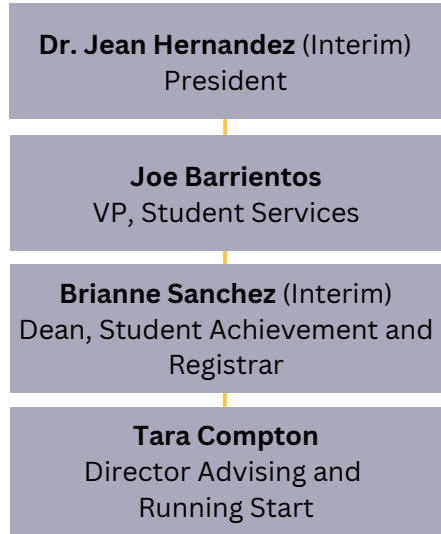 Dr. Jean Hernandez (Interim)
President
Joe Barrientos
VP, Student Services
Brianne Sanchez (Interim)
Dean, Student Achievement and
Registrar
Tara Compton
Director Advising and
Running Start